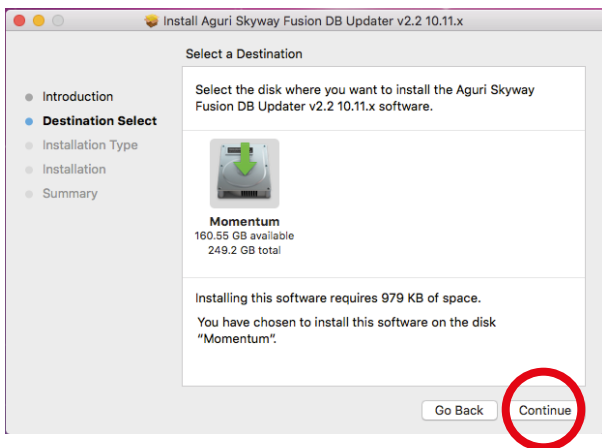 Install Aguri Skyway Fusion DB Updater v2.2 10.11.x
Select a Destination
Introduction
Destination Select
Installation Type
Installation
Summary
Select the disk where you want to install the Aguri Skyway
Fusion DB Updater v2.2 10.11.x software.
Momentum
160.55 GB available
249.2 GB total
Installing this software requires 979 KB of space.
You have chosen to install this software on the disk
“Momentum”.
Go Back
Continue